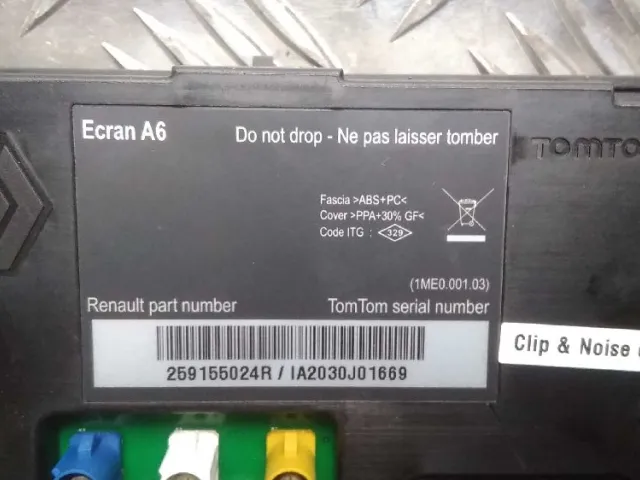 Ecran A6
Do not drop - Ne pas laisser tomber
TOMTO
Fascia >ABS+PC<
Cover >PPA+30% GF<
Code ITG : 329
(1ME0.001.03)
Renault part number
TomTom serial number
259155024R / IA2030J01669
Clip & Noise